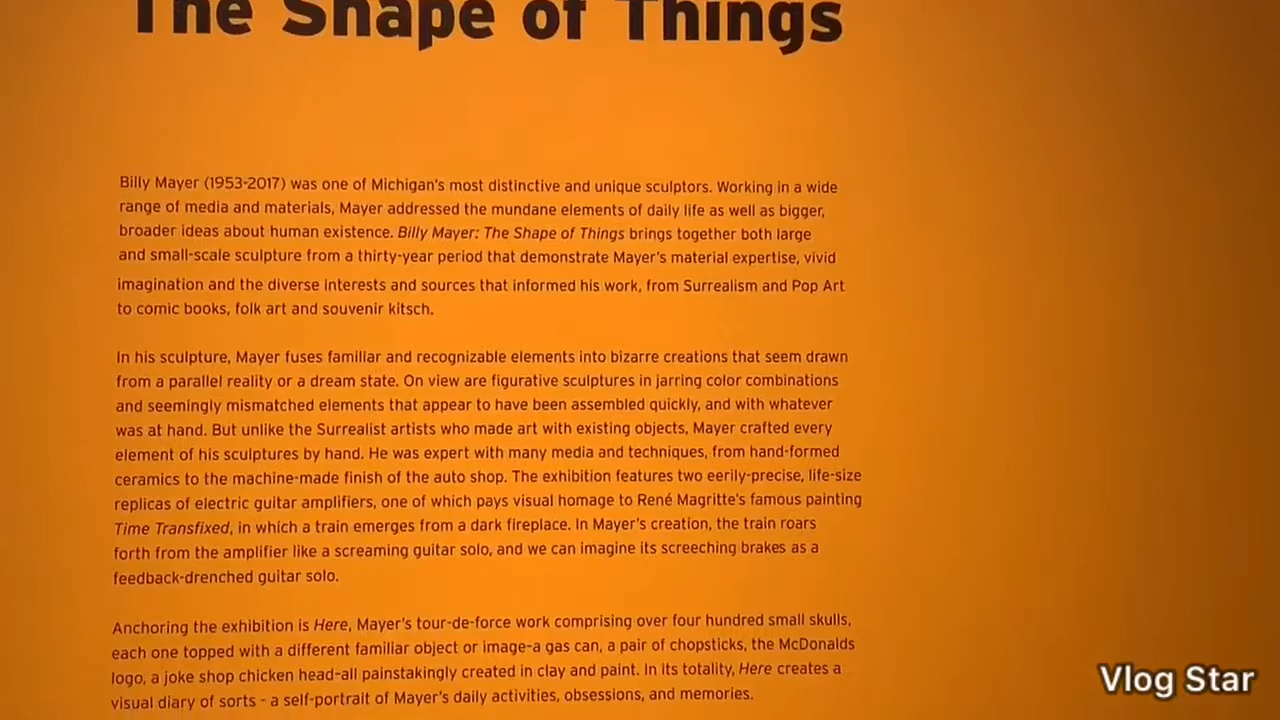 The Shape of Things
Billy Mayer (1953-2017) was one of Michigan's most distinctive and unique sculptors. Working in a wide
range of media and materials, Mayer addressed the mundane elements of daily life as well as bigger,
broader ideas about human existence. Billy Mayer: The Shape of Things brings together both large
and small-scale sculpture from a thirty-year period that demonstrate Mayer's material expertise, vivid
imagination and the diverse interests and sources that informed his work, from Surrealism and Pop Art
to comic books, folk art and souvenir kitsch.
In his sculpture, Mayer fuses familiar and recognizable elements into bizarre creations that seem drawn
from a parallel reality or a dream state. On view are figurative sculptures in jarring color combinations
and seemingly mismatched elements that appear to have been assembled quickly, and with whatever
was at hand. But unlike the Surrealist artists who made art with existing objects, Mayer crafted every
element of his sculptures by hand. He was expert with many media and techniques, from hand-formed
ceramics to the machine-made finish of the auto shop. The exhibition features two eerily-precise, life-size
replicas of electric guitar amplifiers, one of which pays visual homage to René Magritte's famous painting
Time Transfixed, in which a train emerges from a dark fireplace. In Mayer's creation, the train roars
forth from the amplifier like a screaming guitar solo, and we can imagine its screeching brakes as a
feedback-drenched guitar solo.
Anchoring the exhibition is Here, Mayer's tour-de-force work comprising over four hundred small skulls,
each one topped with a different familiar object or image-a gas can, a pair of chopsticks, the McDonalds
logo, a joke shop chicken head-all painstakingly created in clay and paint. In its totality, Here creates a
visual diary of sorts - a self-portrait of Mayer's daily activities, obsessions, and memories.
Vlog Star